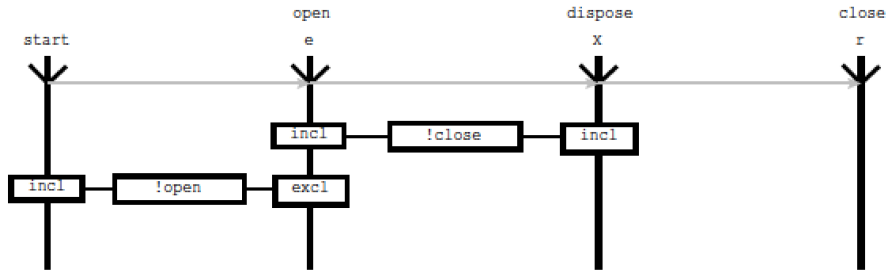 open dispose close
start e X r
incl !close incl
incl !open excl